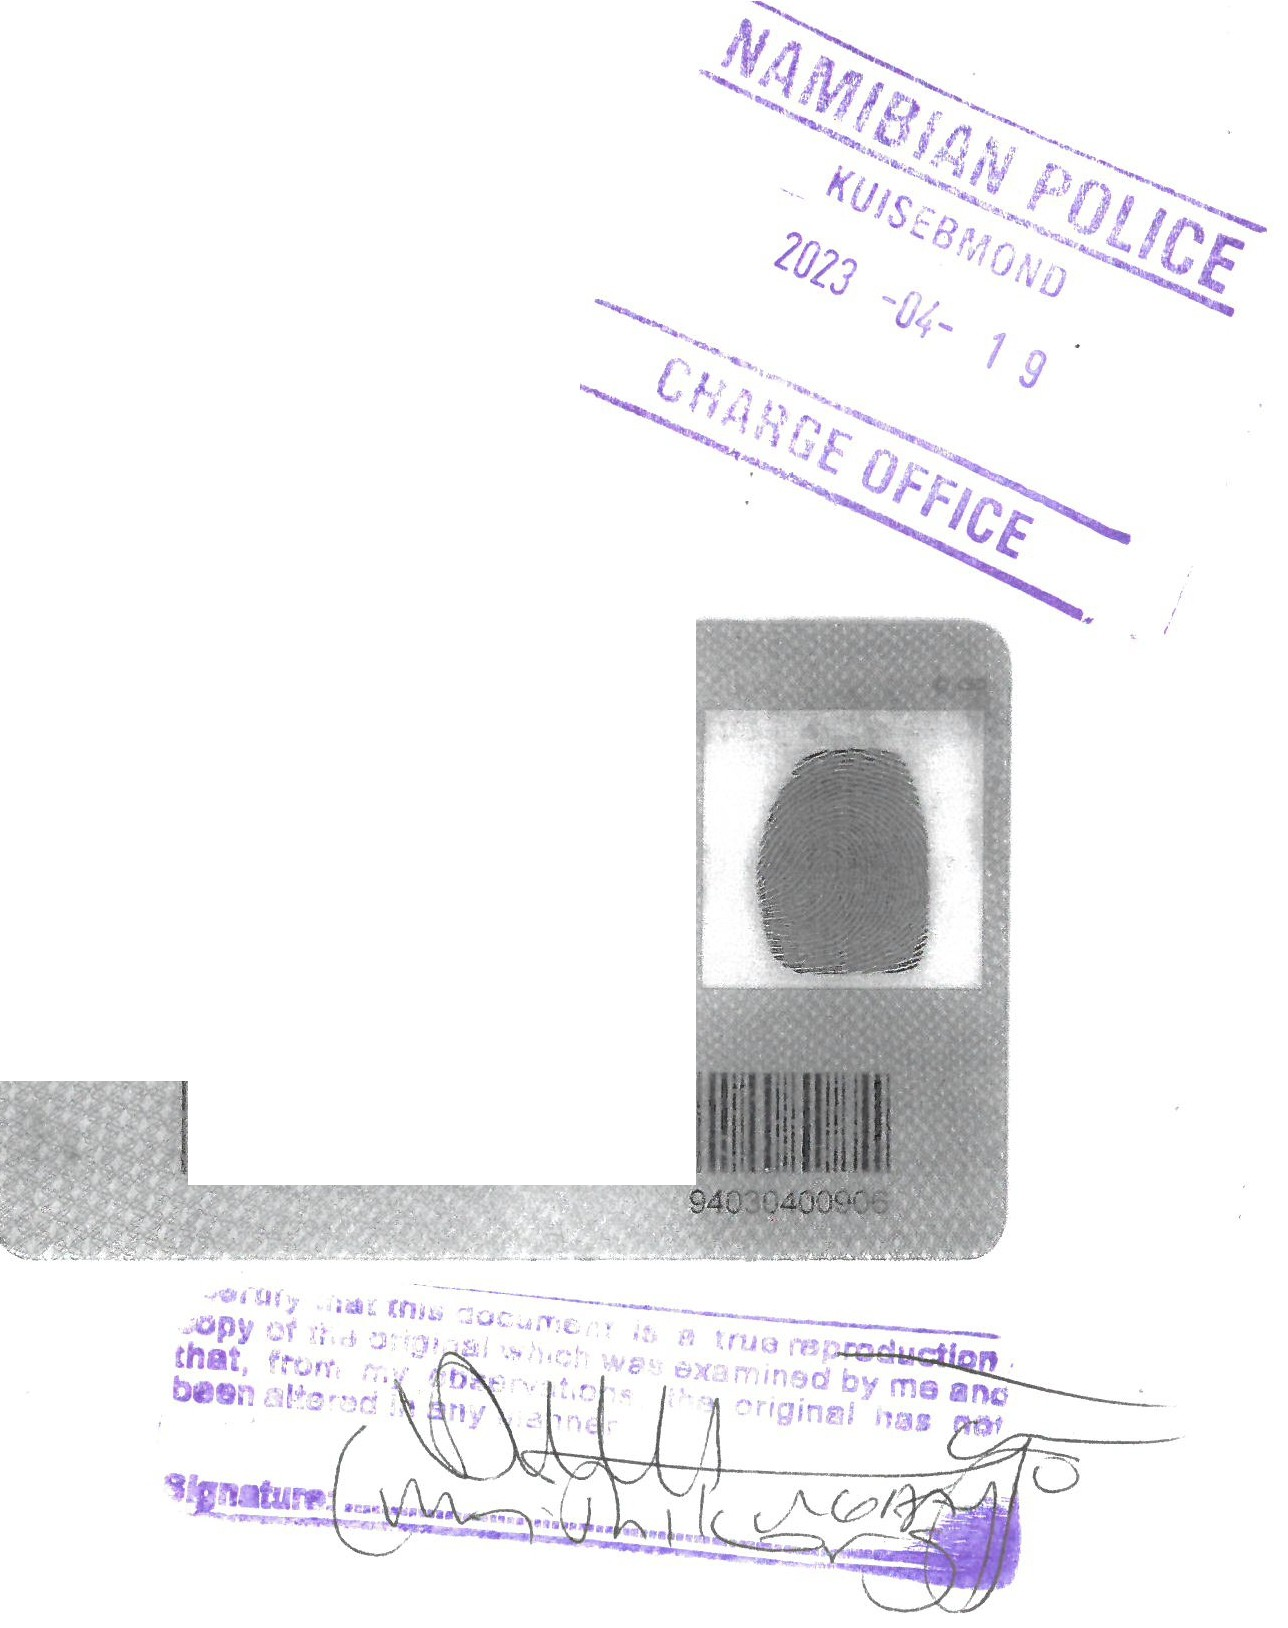 NAMIBIAN POLICE
KUISEBMOND
2023 -04- 19
CHARGE OFFICE
94030400906
that this document is a true reproduction
copy of the original which was examined by me and
that, from my observations, the original has not
been altered in any manner.
Signature: